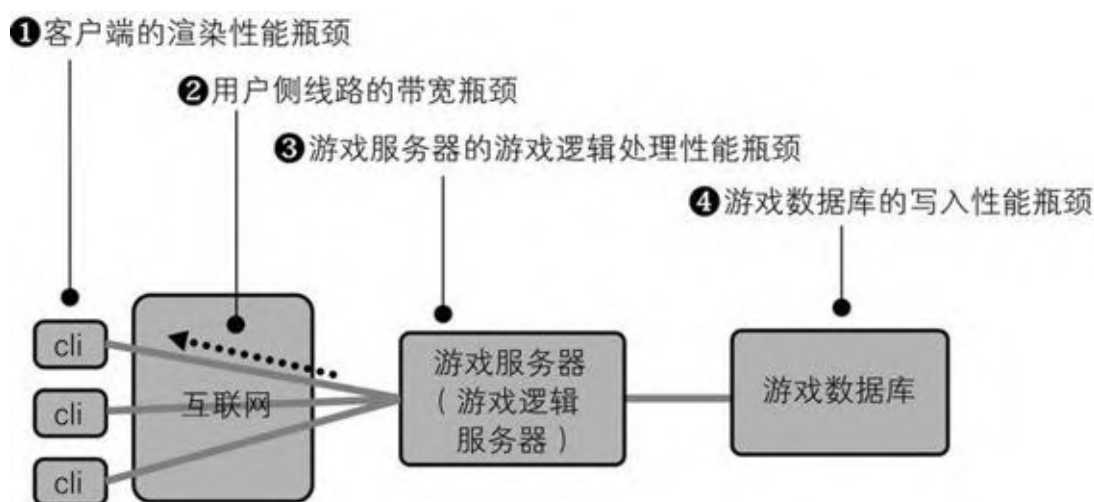 ❶客户端的渲染性能瓶颈
❷用户侧线路的带宽瓶颈
❸游戏服务器的游戏逻辑处理性能瓶颈
❹游戏数据库的写入性能瓶颈
cli
cli
cli
互联网
游戏服务器
（游戏逻辑
服务器）
游戏数据库